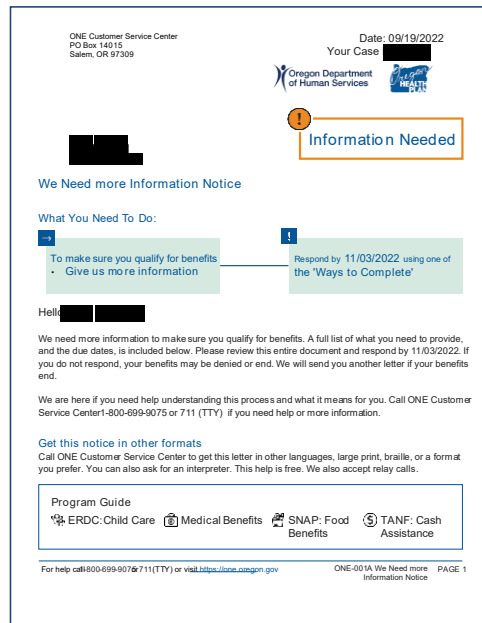 ONE Customer Service Center
PO Box 14015
Salem, OR 97309
Date: 09/19/2022
Your Case
Oregon Department
of Human Services
Oregon
HEALTH
PLAN
!
Information Needed
We Need more Information Notice
What You Need To Do:
→
To make sure you qualify for benefits
• Give us more information
!
Respond by 11/03/2022 using one of
the 'Ways to Complete'
Hello
We need more information to make sure you qualify for benefits. A full list of what you need to provide,
and the due dates, is included below. Please review this entire document and respond by 11/03/2022. If
you do not respond, your benefits may be denied or end. We will send you another letter if your benefits
end.
We are here if you need help understanding this process and what it means for you. Call ONE Customer
Service Center1-800-699-9075 or 711 (TTY) if you need help or more information.
Get this notice in other formats
Call ONE Customer Service Center to get this letter in other languages, large print, braille, or a format
you prefer. You can also ask for an interpreter. This help is free. We also accept relay calls.
Program Guide
ERDC: Child Care
Medical Benefits
SNAP: Food
Benefits
TANF: Cash
Assistance
For help call1-800-699-9075 or 711(TTY) or visit https://one.oregon.gov
ONE-001A We Need more
Information Notice
PAGE 1